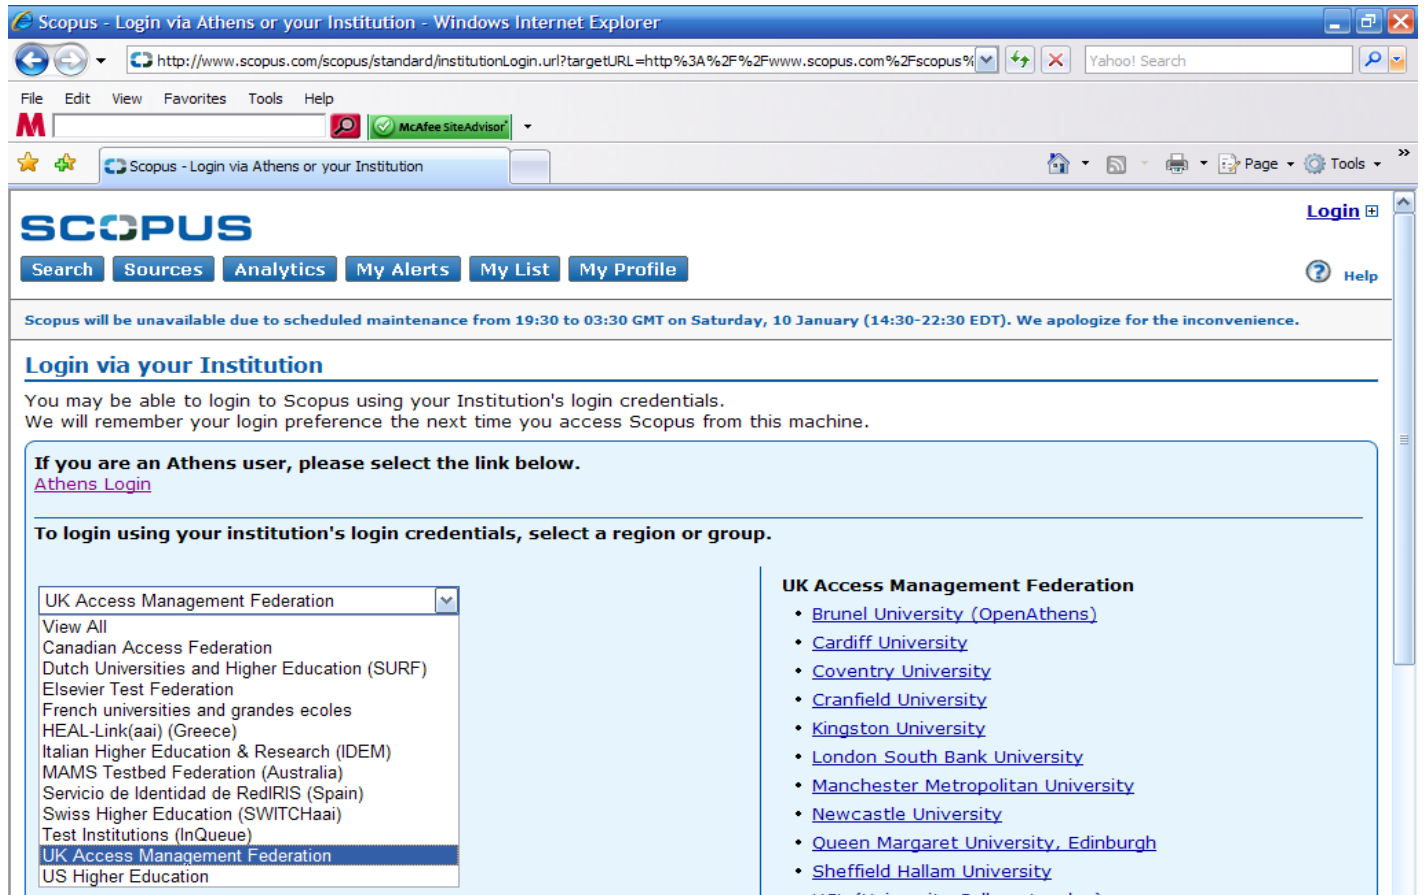 Scopus - Login via Athens or your Institution - Windows Internet Explorer
http://www.scopus.com/scopus/standard/institutionLogin.url?targetURL=http%3A%2F%2Fwww.scopus.com%2Fscopus%
Yahoo! Search
File Edit View Favorites Tools Help
M McAfee SiteAdvisor
Scopus - Login via Athens or your Institution
Page Tools
SCOPUS
Login
Search Sources Analytics My Alerts My List My Profile
Help
Scopus will be unavailable due to scheduled maintenance from 19:30 to 03:30 GMT on Saturday, 10 January (14:30-22:30 EDT). We apologize for the inconvenience.
Login via your Institution
You may be able to login to Scopus using your Institution's login credentials.
We will remember your login preference the next time you access Scopus from this machine.
If you are an Athens user, please select the link below.
Athens Login
To login using your institution's login credentials, select a region or group.
UK Access Management Federation
View All
Canadian Access Federation
Dutch Universities and Higher Education (SURF)
Elsevier Test Federation
French universities and grandes ecoles
HEAL-Link(aai) (Greece)
Italian Higher Education & Research (IDEM)
MAMS Testbed Federation (Australia)
Servicio de Identidad de RedIRIS (Spain)
Swiss Higher Education (SWITCHaai)
Test Institutions (InQueue)
UK Access Management Federation
US Higher Education
UK Access Management Federation
Brunel University (OpenAthens)
Cardiff University
Coventry University
Cranfield University
Kingston University
London South Bank University
Manchester Metropolitan University
Newcastle University
Queen Margaret University, Edinburgh
Sheffield Hallam University